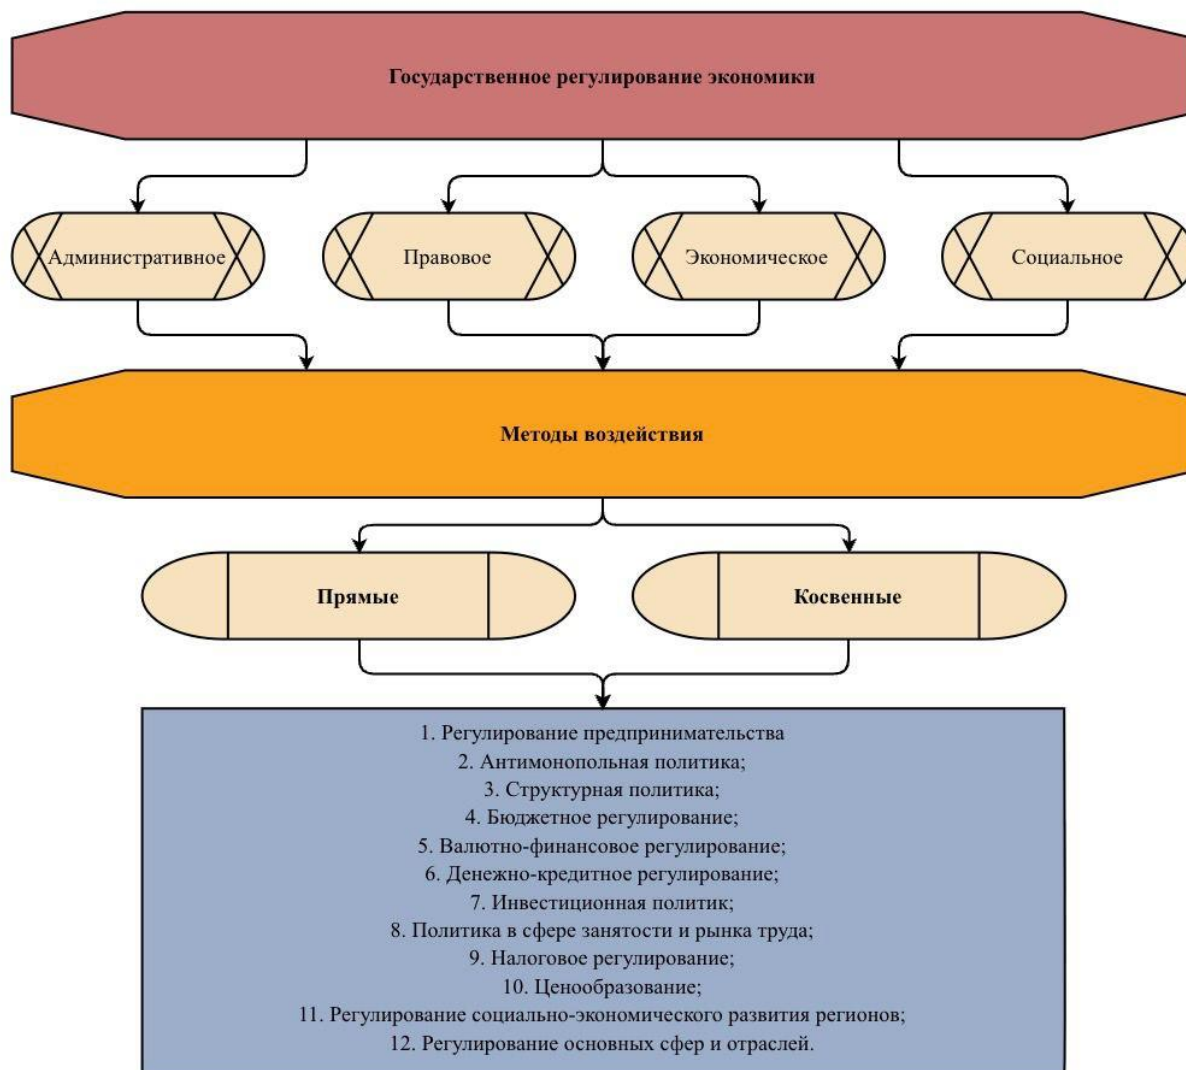 Государственное регулирование экономики
Административное
Правовое
Экономическое
Социальное
Методы воздействия
Прямые
Косвенные
1. Регулирование предпринимательства
2. Антимонопольная политика;
3. Структурная политика;
4. Бюджетное регулирование;
5. Валютно-финансовое регулирование;
6. Денежно-кредитное регулирование;
7. Инвестиционная политик;
8. Политика в сфере занятости и рынка труда;
9. Налоговое регулирование;
10. Ценообразование;
11. Регулирование социально-экономического развития регионов;
12. Регулирование основных сфер и отраслей.